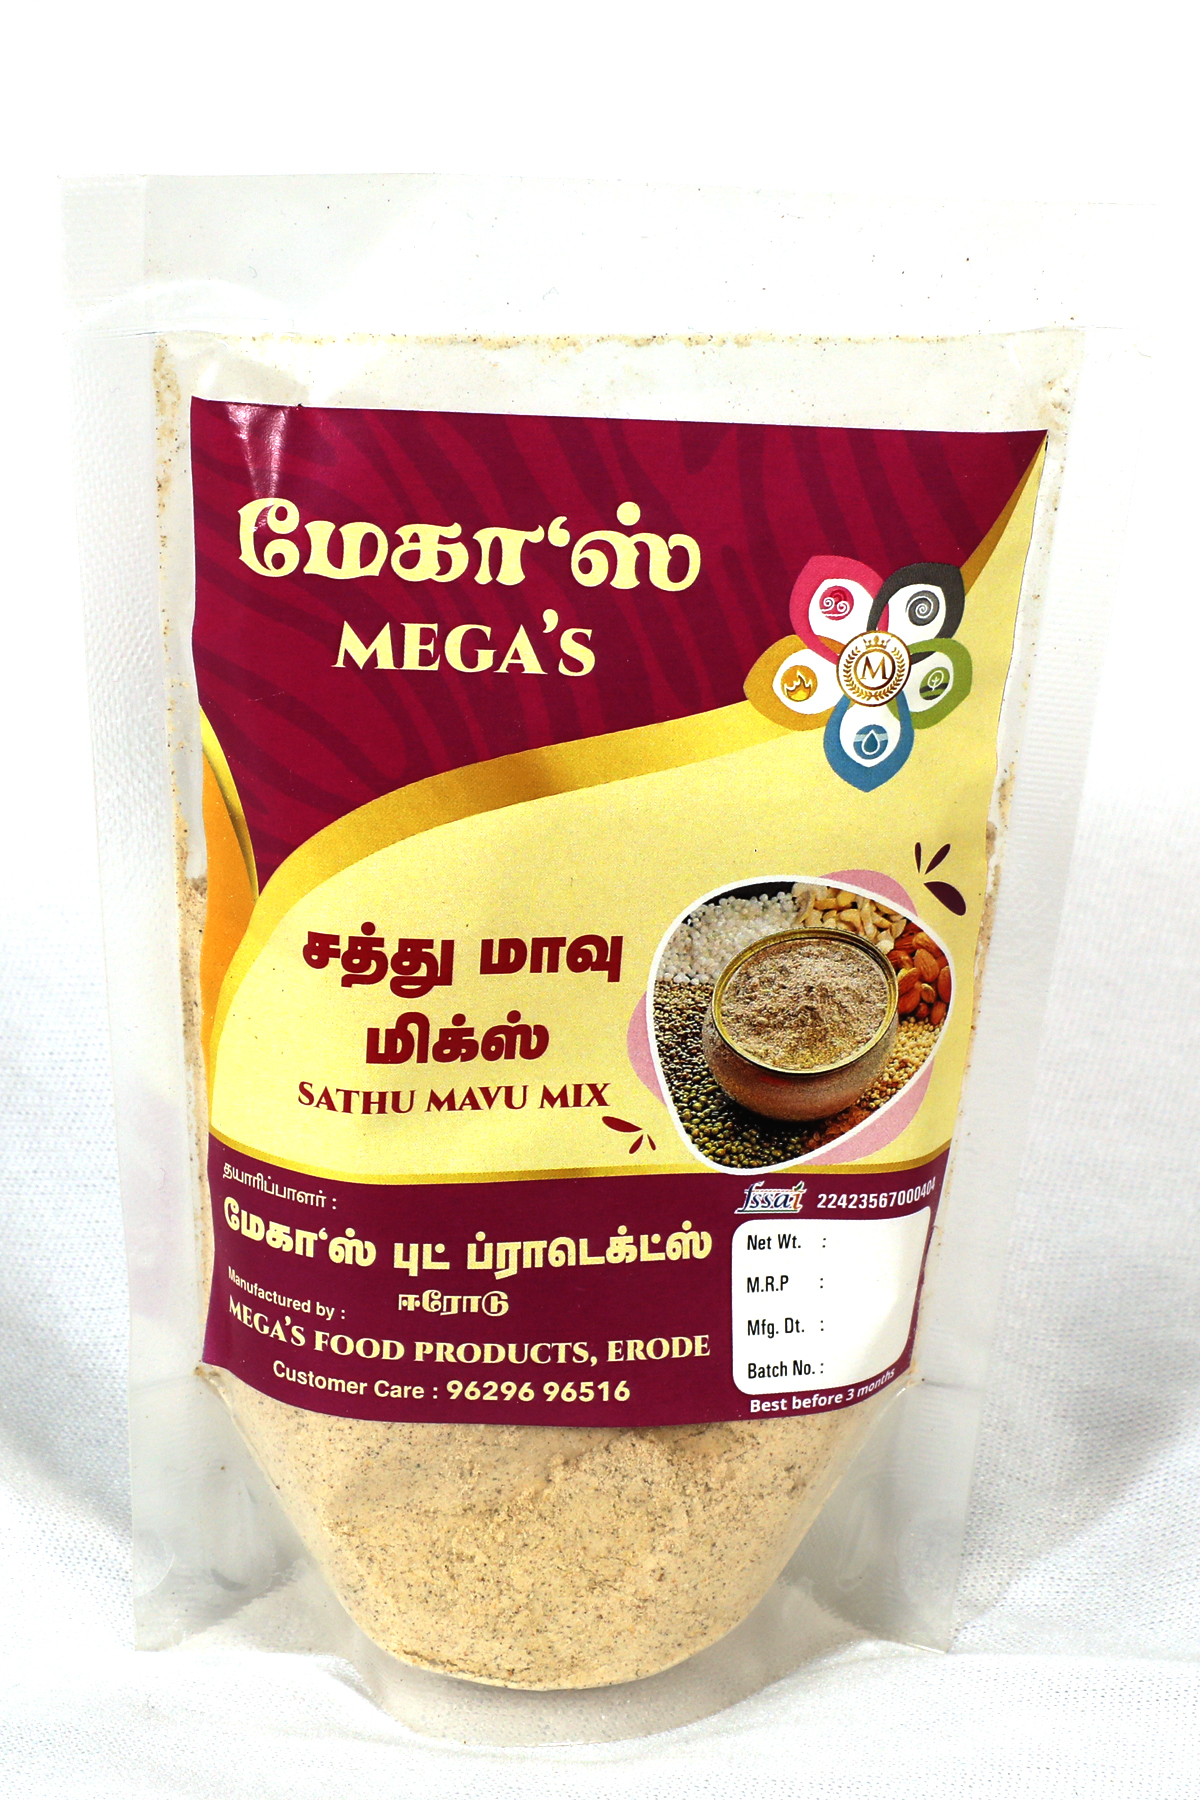 மேகா‘ஸ்
MEGA’S
M
சத்து மாவு
மிக்ஸ்
SATHU MAVU MIX
தயாரிப்பாளர் :
மேகா‘ஸ் புட் ப்ராடெக்ட்ஸ்
ஈரோடு
Manufactured by :
MEGA’S FOOD PRODUCTS, ERODE
Customer Care : 96296 96516
fssai 22423567000404
Net Wt. :
M.R.P :
Mfg. Dt. :
Batch No. :
Best before 3 months